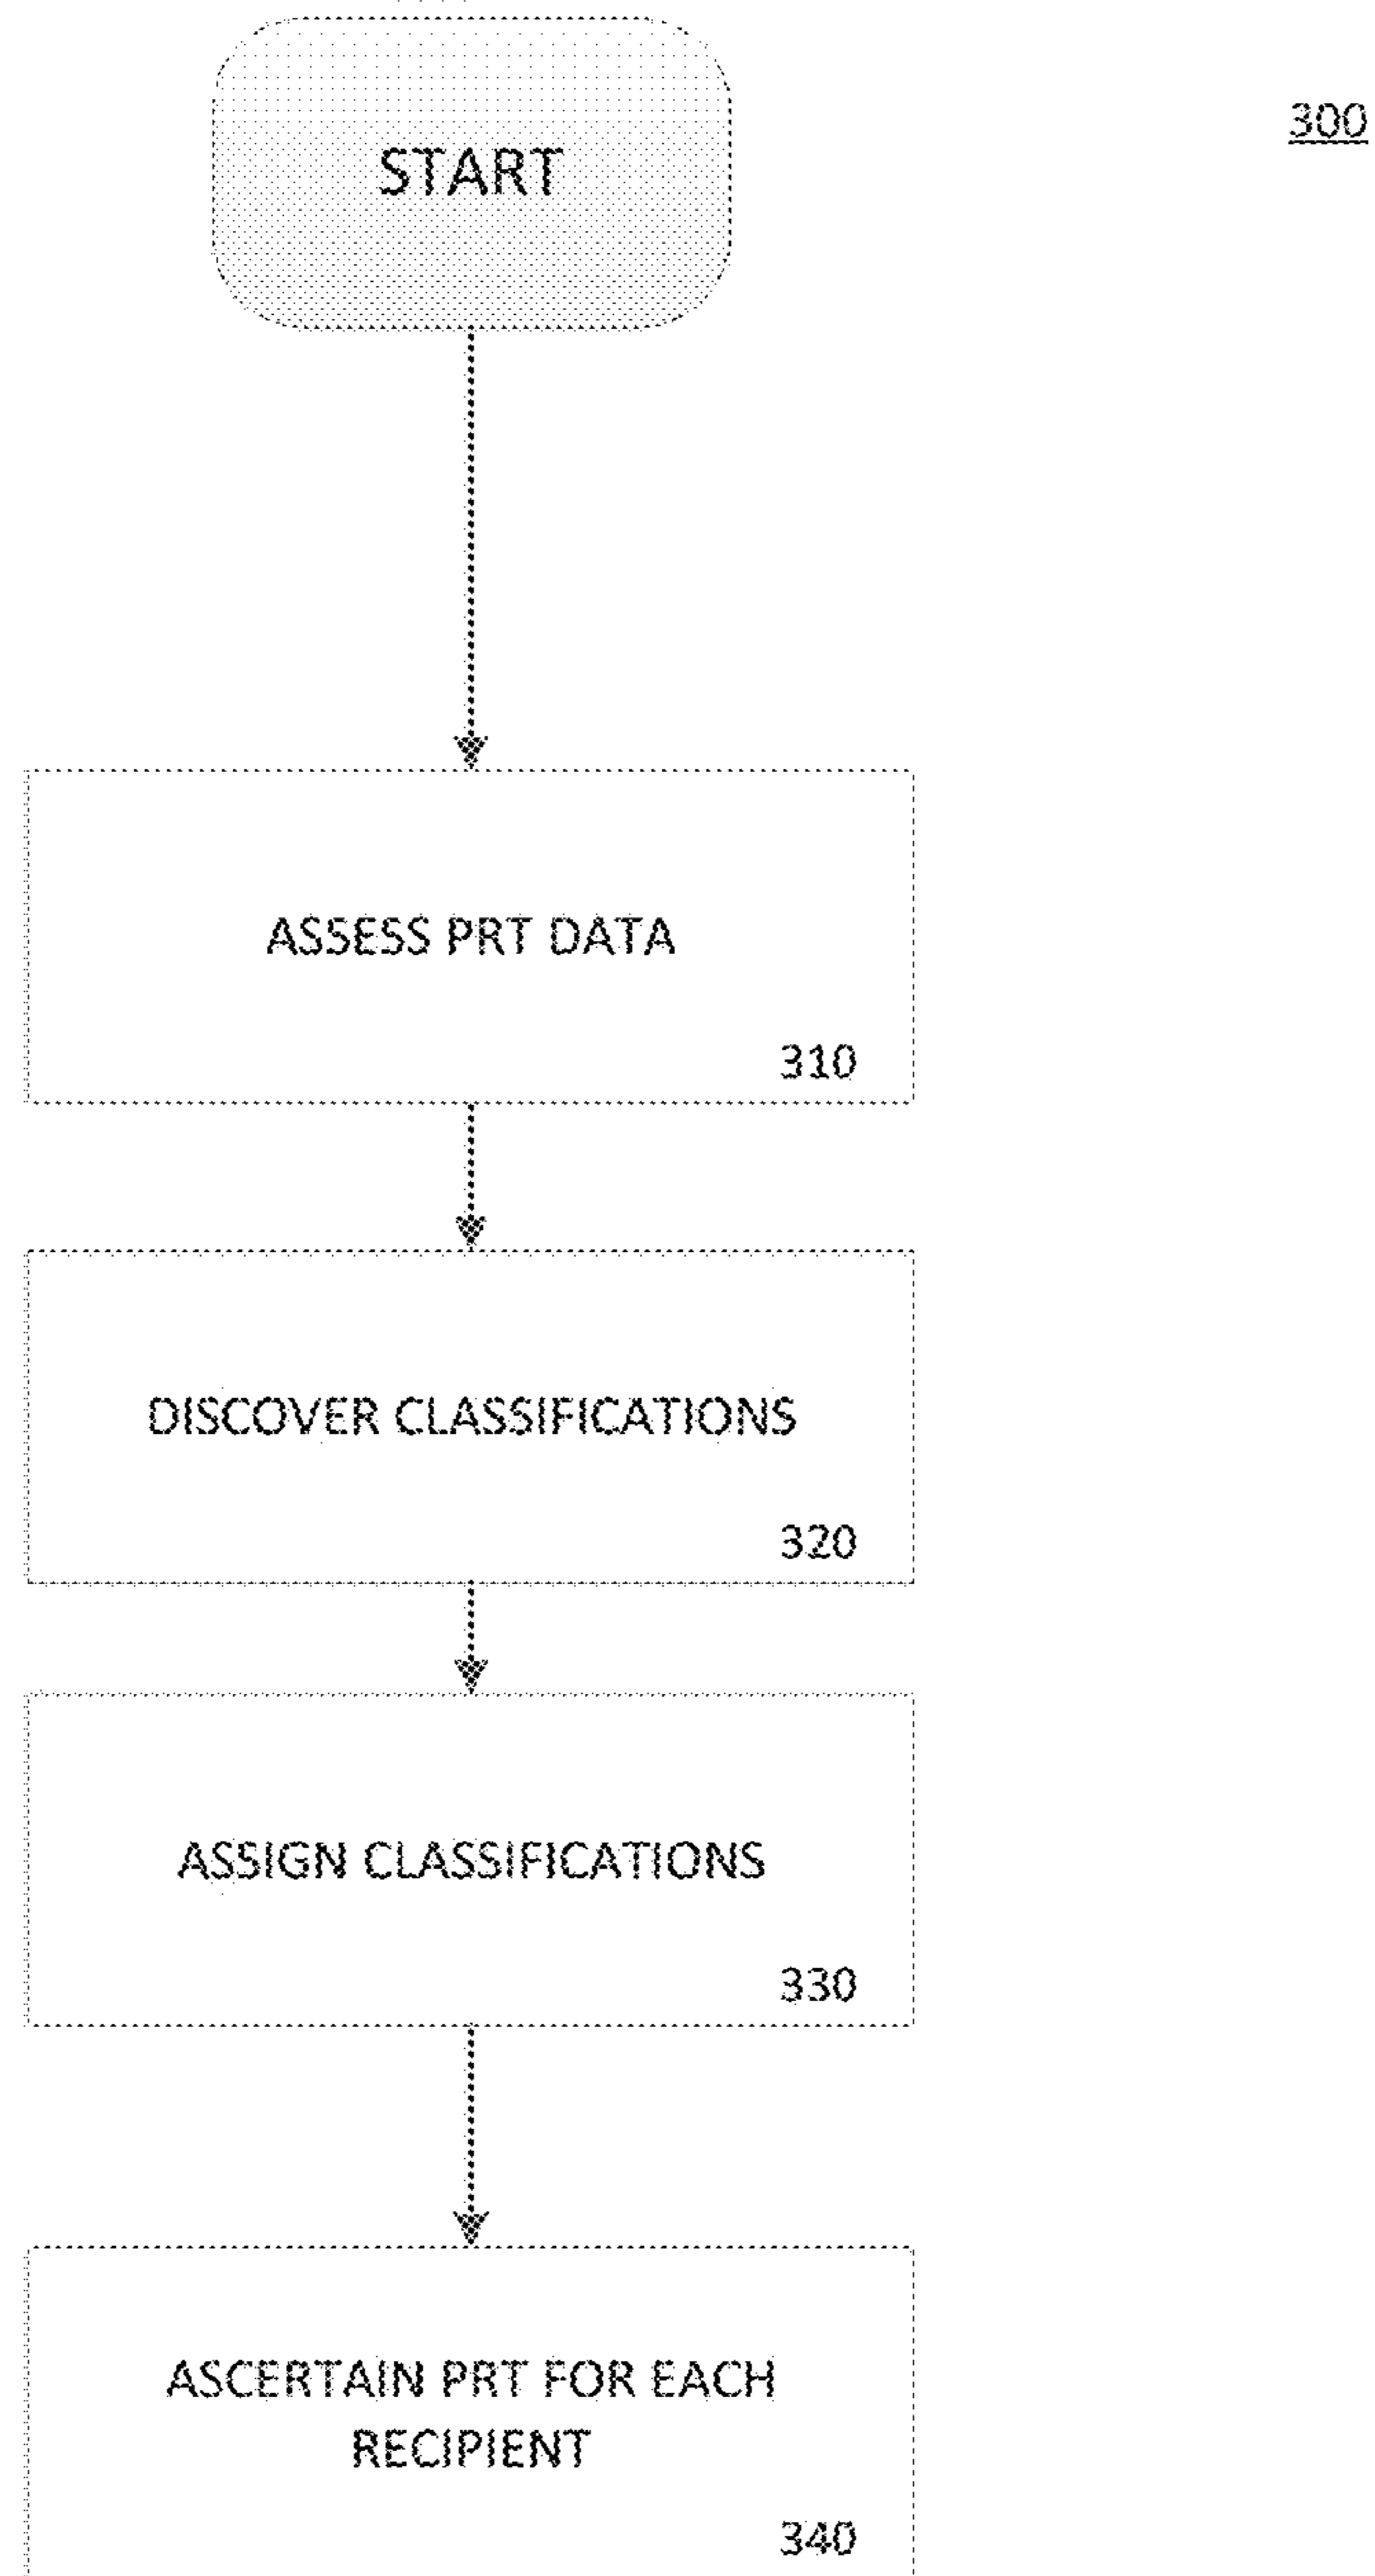 START
300
ASSESS PRT DATA
310
DISCOVER CLASSIFICATIONS
320
ASSIGN CLASSIFICATIONS
330
ASCERTAIN PRT FOR EACH
RECIPIENT
340